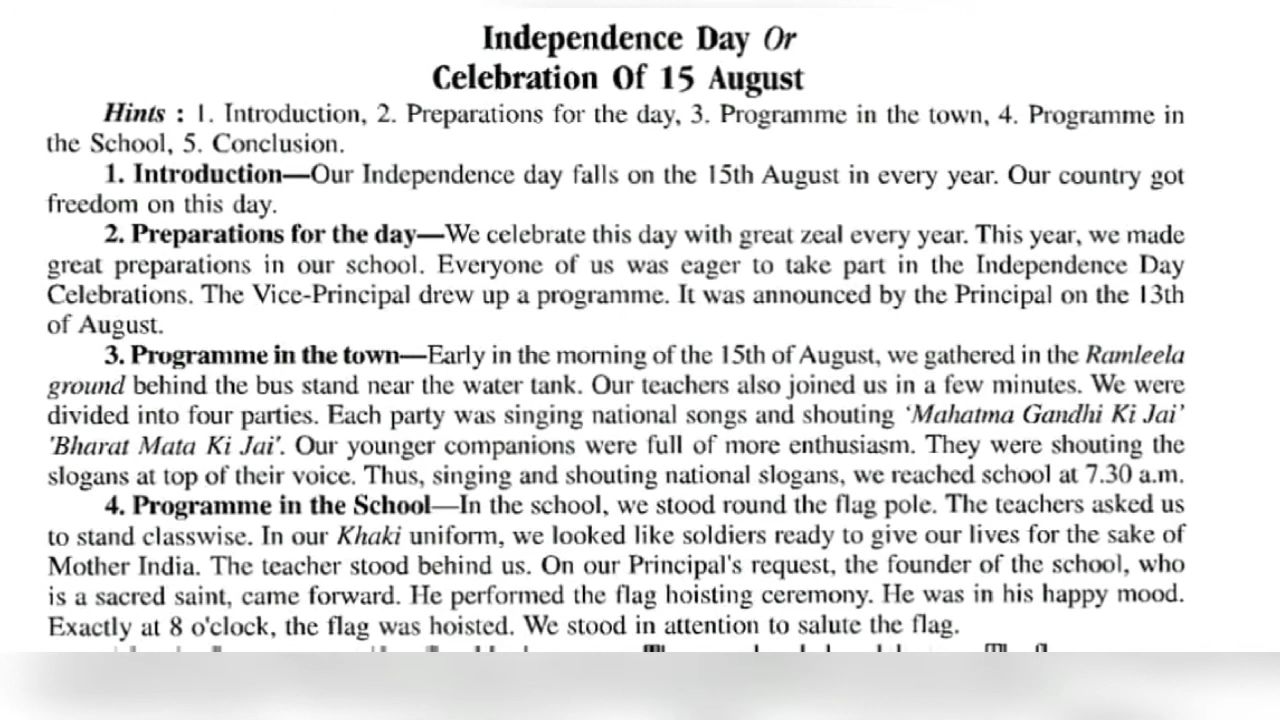 Independence Day Or
Celebration Of 15 August
Hints : 1. Introduction, 2. Preparations for the day, 3. Programme in the town, 4. Programme in
the School, 5. Conclusion.
1. Introduction—Our Independence day falls on the 15th August in every year. Our country got
freedom on this day.
2. Preparations for the day—We celebrate this day with great zeal every year. This year, we made
great preparations in our school. Everyone of us was eager to take part in the Independence Day
Celebrations. The Vice-Principal drew up a programme. It was announced by the Principal on the 13th
of August.
3. Programme in the town—Early in the morning of the 15th of August, we gathered in the Ramleela
ground behind the bus stand near the water tank. Our teachers also joined us in a few minutes. We were
divided into four parties. Each party was singing national songs and shouting ‘Mahatma Gandhi Ki Jai’
'Bharat Mata Ki Jai'. Our younger companions were full of more enthusiasm. They were shouting the
slogans at top of their voice. Thus, singing and shouting national slogans, we reached school at 7.30 a.m.
4. Programme in the School—In the school, we stood round the flag pole. The teachers asked us
to stand classwise. In our Khaki uniform, we looked like soldiers ready to give our lives for the sake of
Mother India. The teacher stood behind us. On our Principal's request, the founder of the school, who
is a sacred saint, came forward. He performed the flag hoisting ceremony. He was in his happy mood.
Exactly at 8 o'clock, the flag was hoisted. We stood in attention to salute the flag.